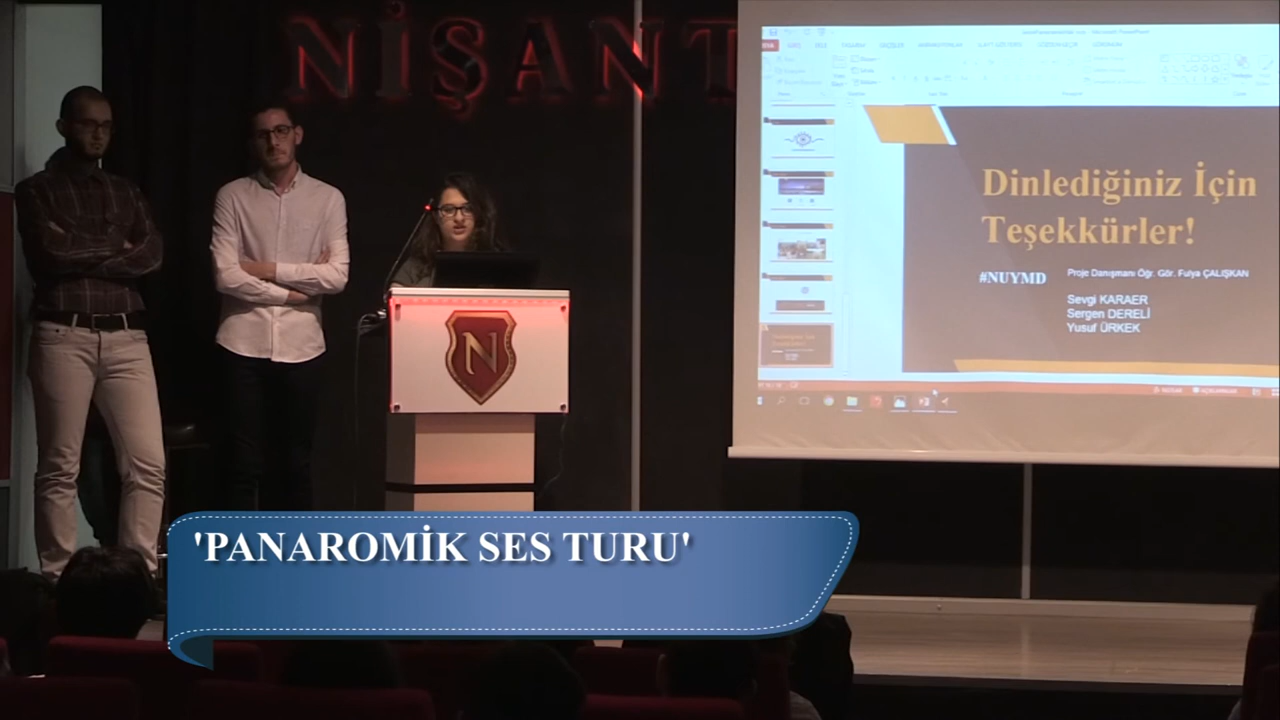 NİŞANT
Dinlediğiniz İçin
Teşekkürler!
#NUYMD
Proje Danışmanı Öğr. Gör. Fulya ÇALIŞKAN
Sevgi KARAER
Sergen DERELİ
Yusuf ÜRKEK
N
'PANAROMİK SES TURU'